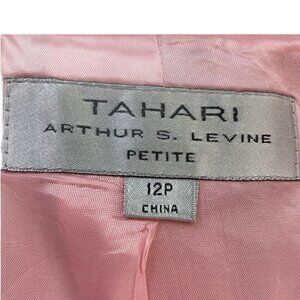 TAHARI
ARTHUR S. LEVINE
PETITE
12P
CHINA